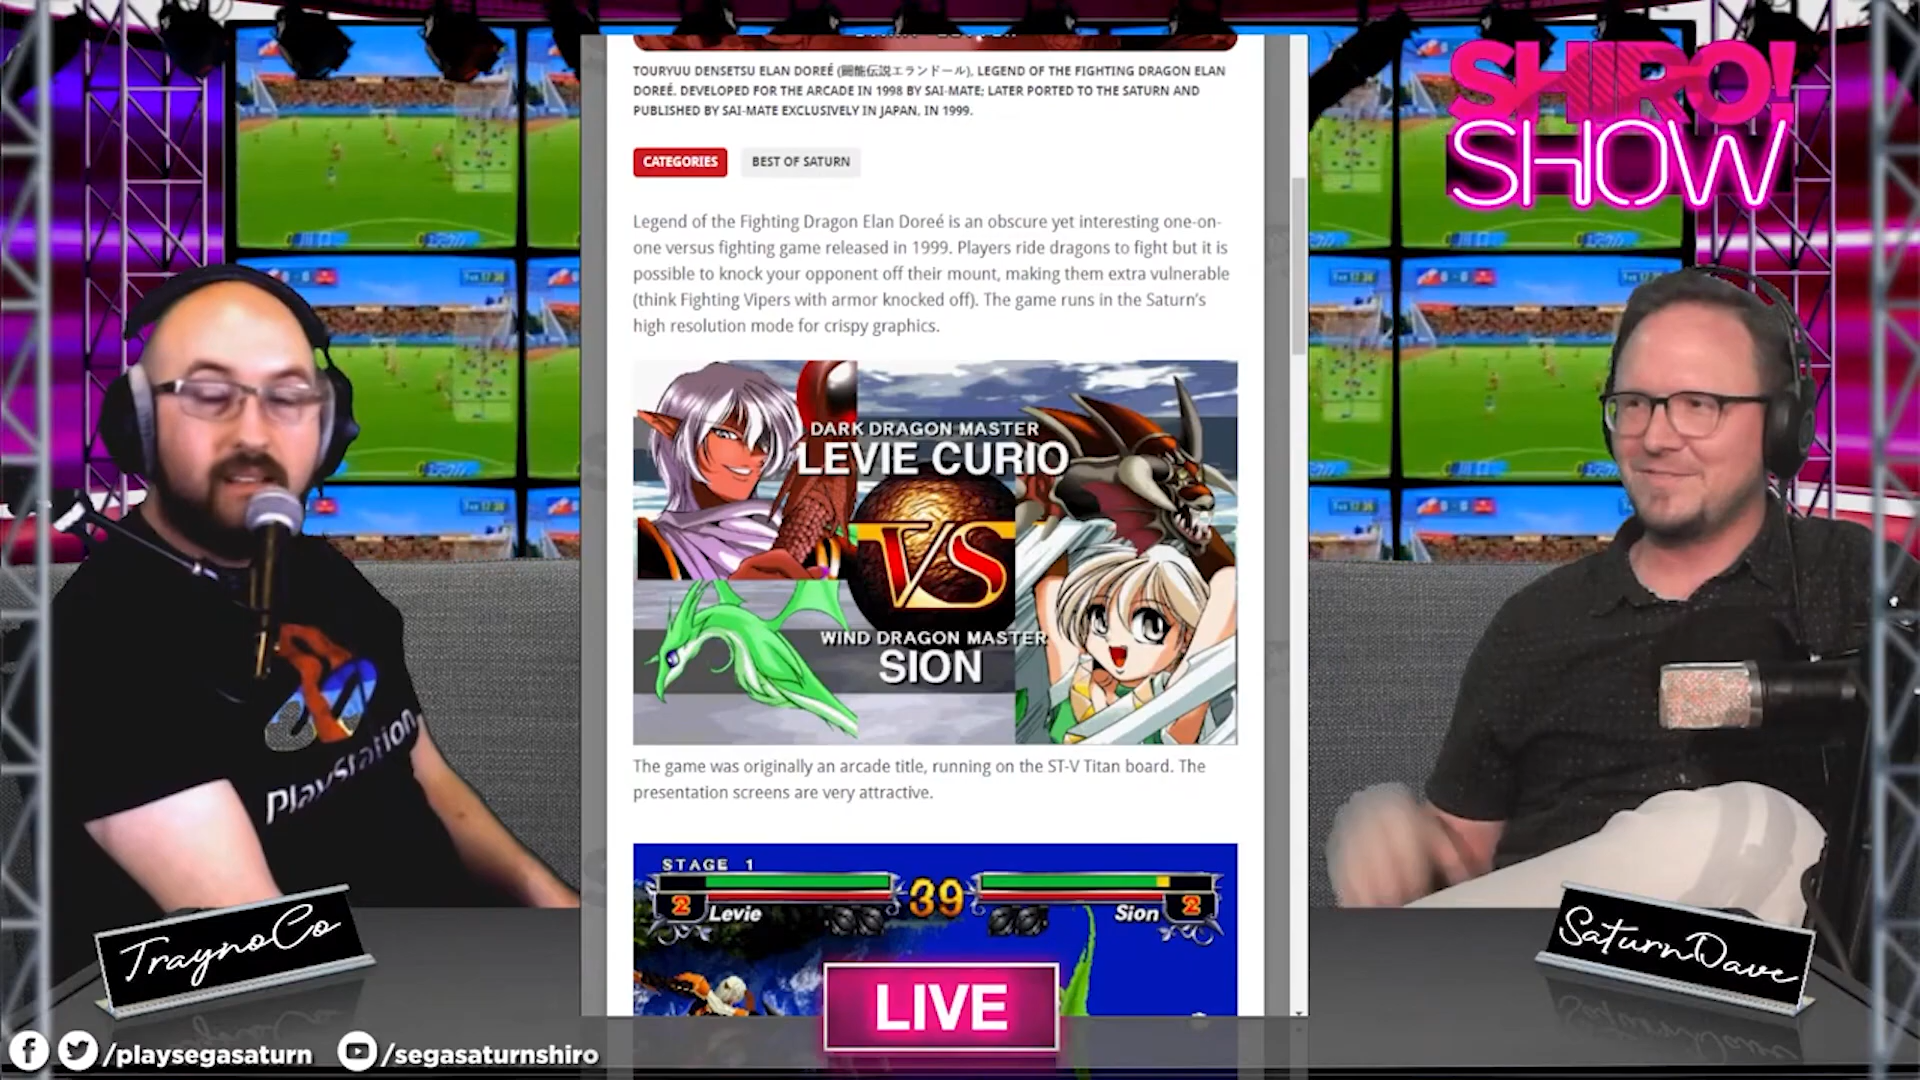 SHIRO!
SHOW
TOURYUU DENSETSU ELAN DOREÉ (闘龍伝説エランドール), LEGEND OF THE FIGHTING DRAGON ELAN
DOREÉ. DEVELOPED FOR THE ARCADE IN 1998 BY SAI-MATE; LATER PORTED TO THE SATURN AND
PUBLISHED BY SAI-MATE EXCLUSIVELY IN JAPAN, IN 1999.
CATEGORIES
BEST OF SATURN
Legend of the Fighting Dragon Elan Doreé is an obscure yet interesting one-on-
one versus fighting game released in 1999. Players ride dragons to fight but it is
possible to knock your opponent off their mount, making them extra vulnerable
(think Fighting Vipers with armor knocked off). The game runs in the Saturn's
high resolution mode for crispy graphics.
DARK DRAGON MASTER
LEVIE CURIO
VS
WIND DRAGON MASTER
SION
The game was originally an arcade title, running on the ST-V Titan board. The
presentation screens are very attractive.
STAGE 1
39
2 Levie
Sion 2
PlayStation
TraynoCo
SaturnDave
LIVE
/playsegasaturn
/segasaturnshiro